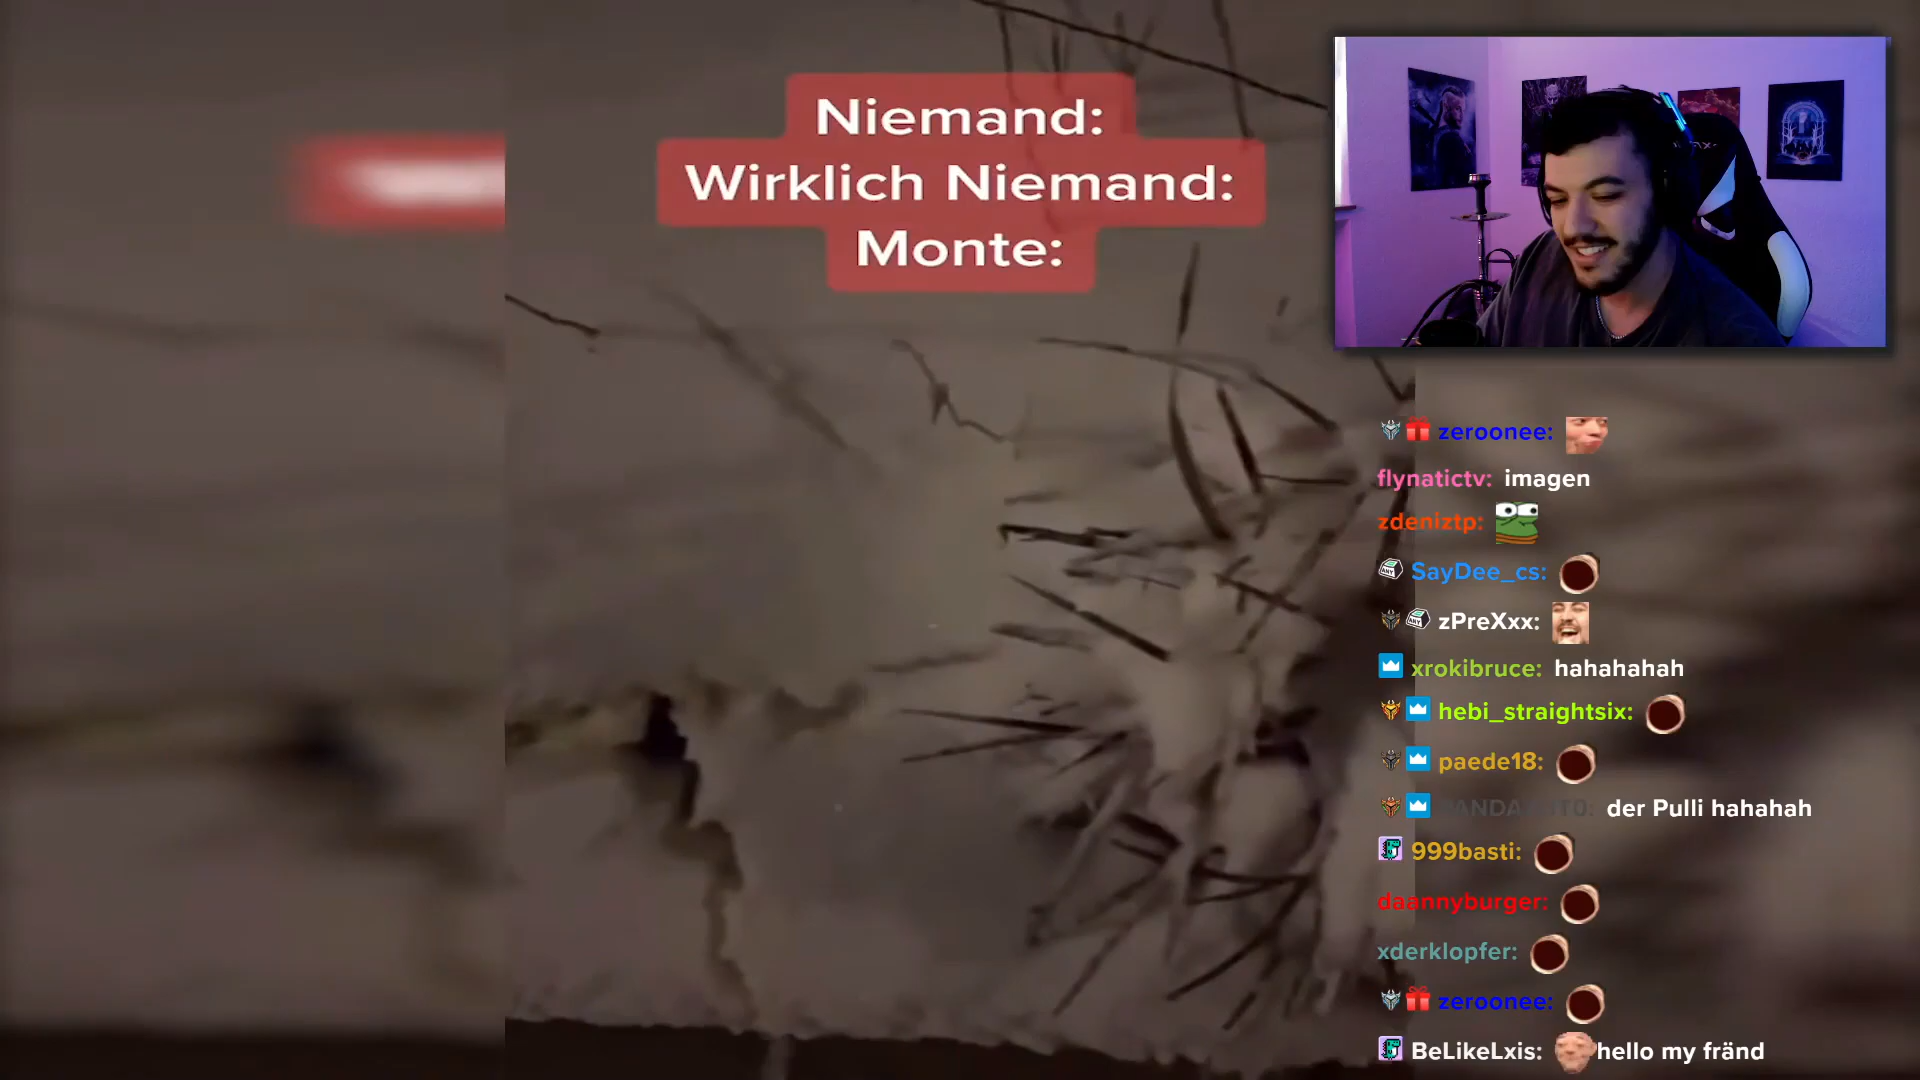 Niemand:
Wirklich Niemand:
Monte:
zeroonee:
flynatictv: imagen
zdeniztp:
SayDee_cs:
zPreXxx:
xrokibruce: hahahahah
hebi_straightsix:
paede18:
der Pulli hahahah
999basti:
daannyburger:
xderklopfer:
zeroonee:
BeLikeLxis: hello my fränd